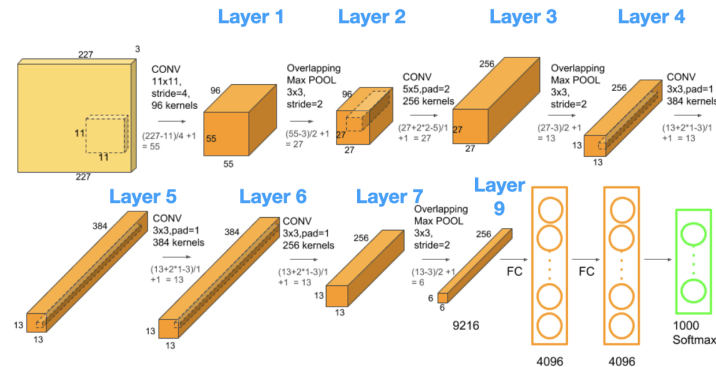 Layer 1
Layer 2
Layer 3
Layer 4
227
3
11
11
227
CONV
11x11,
stride=4,
96 kernels
(227-11)/4 +1
= 55
96
55
55
Overlapping
Max POOL
3x3,
stride=2
(55-3)/2 +1
= 27
96
27
27
CONV
5x5,pad=2
256 kernels
(27+2*2-5)/1
+1 = 27
256
27
27
Overlapping
Max POOL
3x3,
stride=2
(27-3)/2 +1
= 13
256
13
13
CONV
3x3,pad=1
384 kernels
(13+2*1-3)/1
+1 = 13
Layer 5
Layer 6
Layer 7
Layer
9
384
13
13
CONV
3x3,pad=1
384 kernels
(13+2*1-3)/1
+1 = 13
384
13
13
CONV
3x3,pad=1
256 kernels
(13+2*1-3)/1
+1 = 13
256
13
13
Overlapping
Max POOL
3x3,
stride=2
(13-3)/2 +1
= 6
256
6
6
9216
FC
4096
FC
4096
1000
Softmax